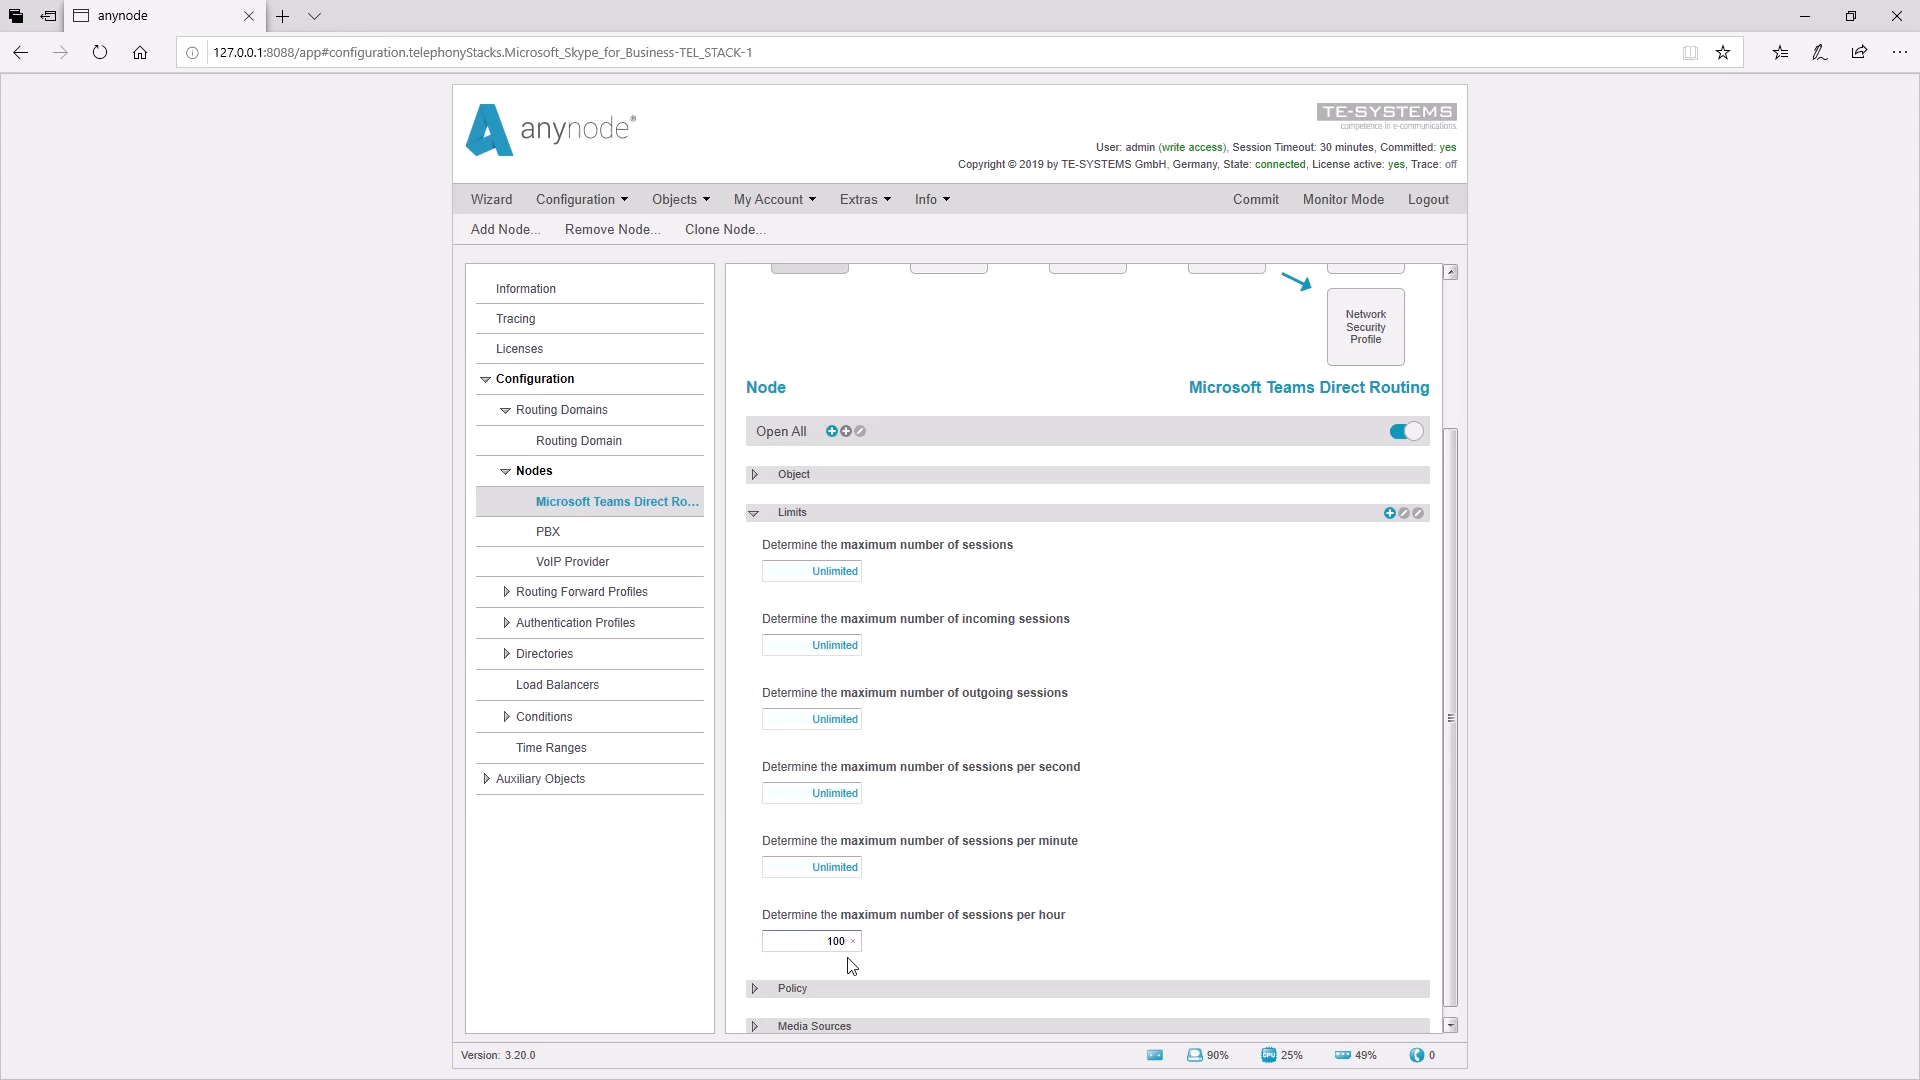 anynode
127.0.0.1:8088/app#configuration.telephonyStacks.Microsoft_Skype_for_Business-TEL_STACK-1
anynode®
TE-SYSTEMS
competence in e-communications.
User: admin (write access), Session Timeout: 30 minutes, Committed: yes
Copyright © 2019 by TE-SYSTEMS GmbH, Germany, State: connected, License active: yes, Trace: off
Wizard Configuration Objects My Account Extras Info Commit Monitor Mode Logout
Add Node... Remove Node... Clone Node...
Information
Tracing
Licenses
Configuration
Routing Domains
Routing Domain
Nodes
Microsoft Teams Direct Ro...
PBX
VoIP Provider
Routing Forward Profiles
Authentication Profiles
Directories
Load Balancers
Conditions
Time Ranges
Auxiliary Objects
Network
Security
Profile
Node Microsoft Teams Direct Routing
Open All
Object
Limits
Determine the maximum number of sessions
Unlimited
Determine the maximum number of incoming sessions
Unlimited
Determine the maximum number of outgoing sessions
Unlimited
Determine the maximum number of sessions per second
Unlimited
Determine the maximum number of sessions per minute
Unlimited
Determine the maximum number of sessions per hour
100 ×
Policy
Media Sources
Version: 3.20.0 90% CPU 25% 49% 0